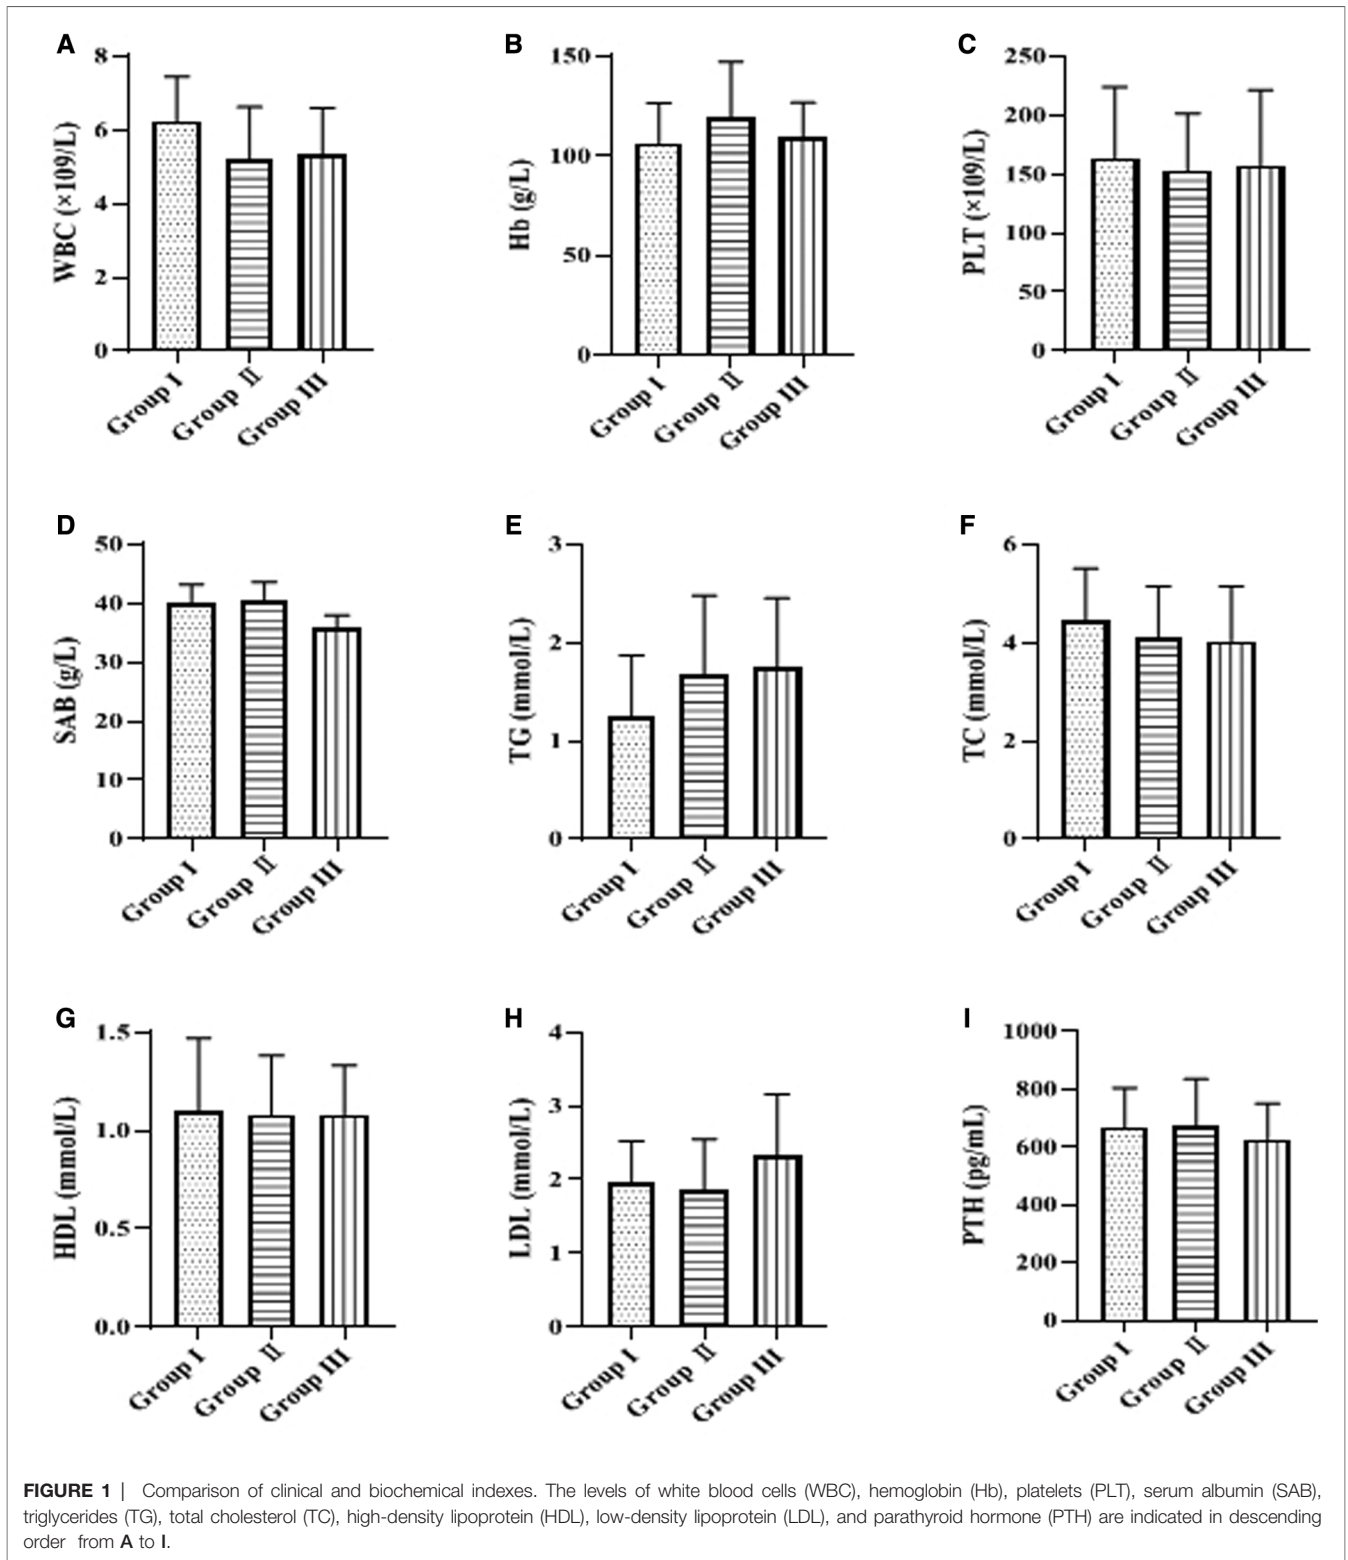 A
8
6
4
2
0
WBC (×109/L)
Group I
Group Ⅱ
Group III
B
150
100
50
0
Hb (g/L)
Group I
Group Ⅱ
Group III
C
250
200
150
100
50
0
PLT (×109/L)
Group I
Group Ⅱ
Group III
D
50
40
30
20
10
0
SAB (g/L)
Group I
Group Ⅱ
Group III
E
3
2
1
0
TG (mmol/L)
Group I
Group Ⅱ
Group III
F
6
4
2
0
TC (mmol/L)
Group I
Group Ⅱ
Group III
G
1.5
1.0
0.5
0.0
HDL (mmol/L)
Group I
Group Ⅱ
Group III
H
4
3
2
1
0
LDL (mmol/L)
Group I
Group Ⅱ
Group III
I
1000
800
600
400
200
0
PTH (pg/mL)
Group I
Group Ⅱ
Group III
FIGURE 1 | Comparison of clinical and biochemical indexes. The levels of white blood cells (WBC), hemoglobin (Hb), platelets (PLT), serum albumin (SAB),
triglycerides (TG), total cholesterol (TC), high-density lipoprotein (HDL), low-density lipoprotein (LDL), and parathyroid hormone (PTH) are indicated in descending
order from A to I.